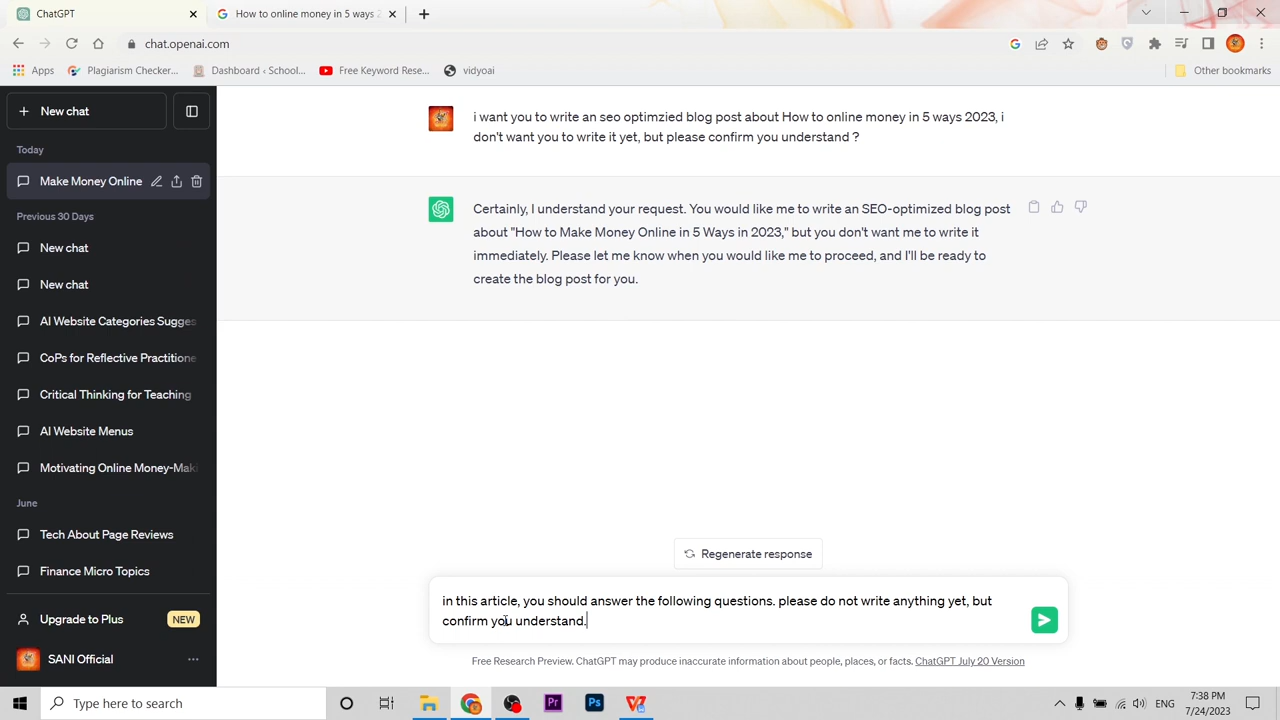 ChatGPT
How to online money in 5 ways 2
chat.openai.com
Apps
Plagiarism Checker...
Dashboard ‹ School...
Free Keyword Rese...
vidyoai
Other bookmarks
New chat
Today
Make Money Online
Previous 30 Days
New chat
New chat
AI Website Categories Sugges
CoPs for Reflective Practitione
Critical Thinking for Teaching
AI Website Menus
Motivating Online Money-Maki
June
Tech About Page Reviews
Finance Micro Topics
Upgrade to Plus NEW
SANI Official
i want you to write an seo optimzied blog post about How to online money in 5 ways 2023, i
don't want you to write it yet, but please confirm you understand ?
Certainly, I understand your request. You would like me to write an SEO-optimized blog post
about "How to Make Money Online in 5 Ways in 2023," but you don't want me to write it
immediately. Please let me know when you would like me to proceed, and I'll be ready to
create the blog post for you.
Regenerate response
in this article, you should answer the following questions. please do not write anything yet, but
confirm you understand.
Free Research Preview. ChatGPT may produce inaccurate information about people, places, or facts. ChatGPT July 20 Version
Type here to search
Pr
Ps
ENG
7:38 PM
7/24/2023